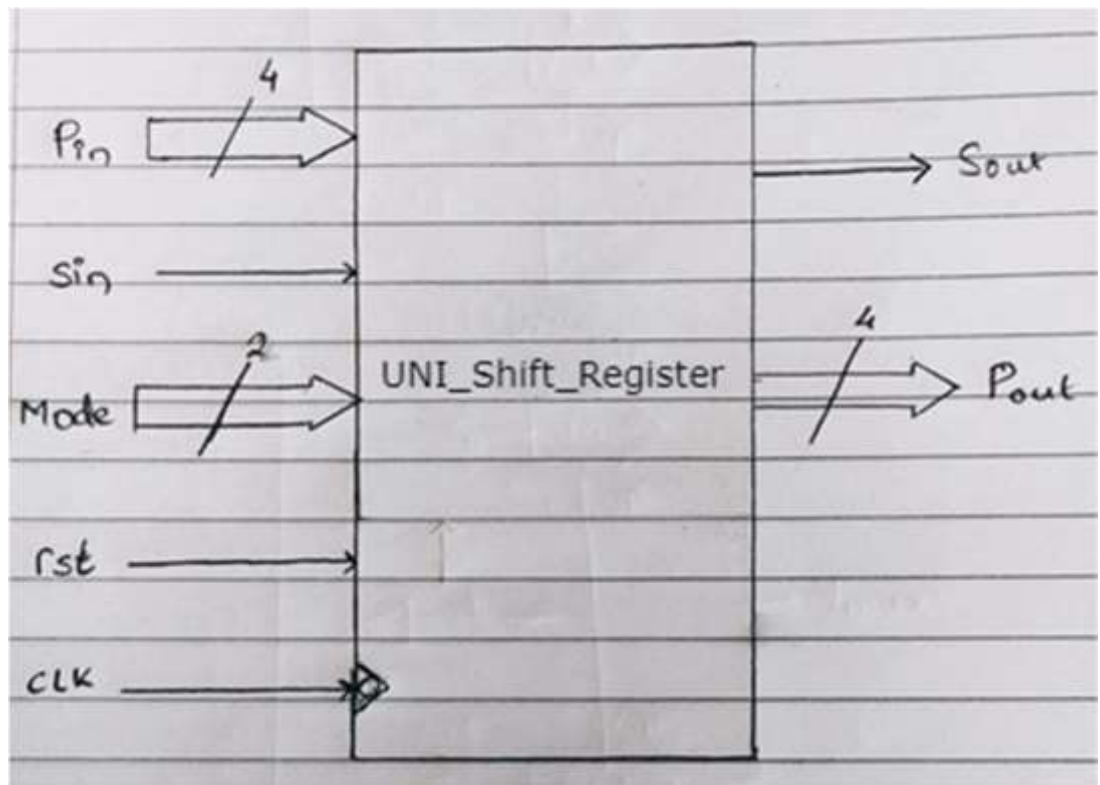 4
Pin
Sout
Sin
4
2
UNI_Shift_Register
Pout
Mode
rst
CLK